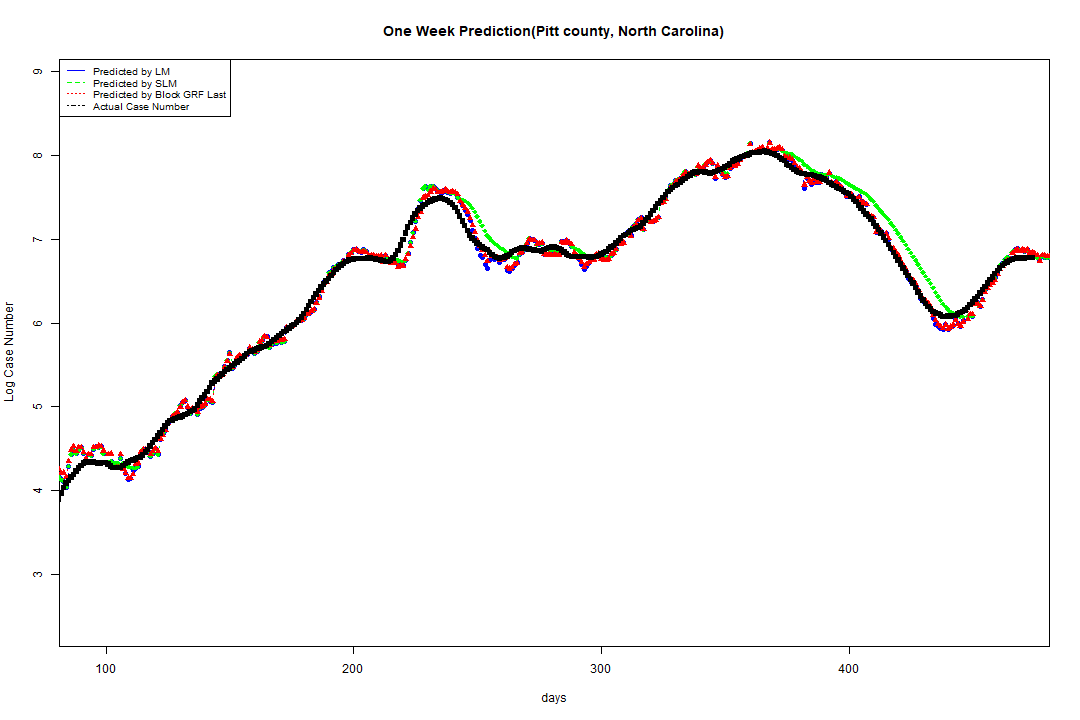 One Week Prediction(Pitt county, North Carolina)
Predicted by LM
Predicted by SLM
Predicted by Block GRF Last
Actual Case Number
9
8
7
6
5
4
3
Log Case Number
100 200 300 400
days